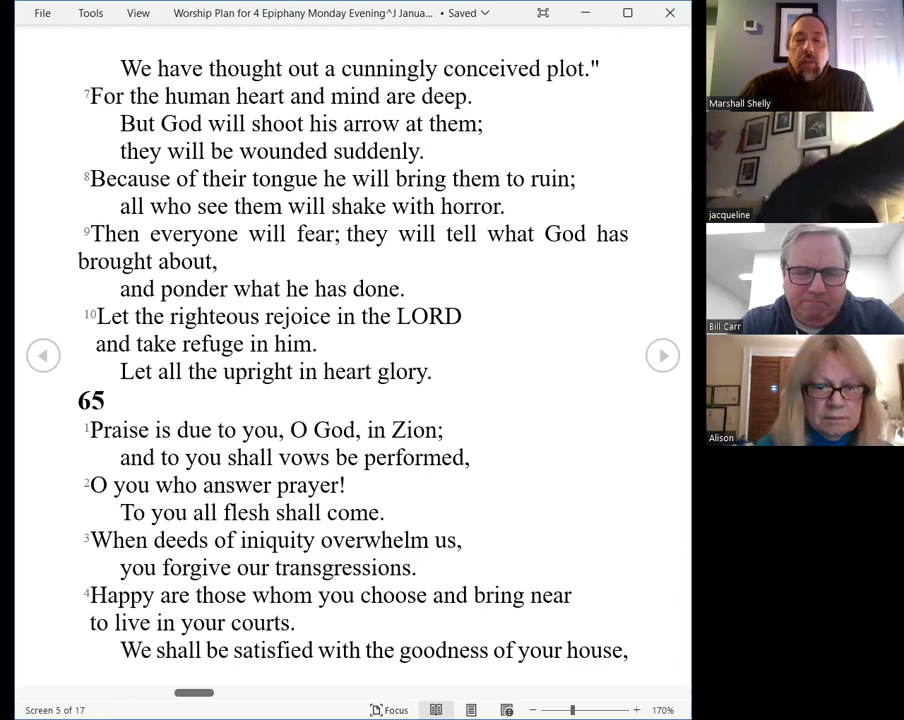 File Tools View Worship Plan for 4 Epiphany Monday Evening^J Janua... • Saved
We have thought out a cunningly conceived plot."
7For the human heart and mind are deep.
But God will shoot his arrow at them;
they will be wounded suddenly.
8Because of their tongue he will bring them to ruin;
all who see them will shake with horror.
9Then everyone will fear; they will tell what God has
brought about,
and ponder what he has done.
10Let the righteous rejoice in the LORD
and take refuge in him.
Let all the upright in heart glory.
65
1Praise is due to you, O God, in Zion;
and to you shall vows be performed,
2O you who answer prayer!
To you all flesh shall come.
3When deeds of iniquity overwhelm us,
you forgive our transgressions.
4Happy are those whom you choose and bring near
to live in your courts.
We shall be satisfied with the goodness of your house,
Screen 5 of 17 Focus 170%
Marshall Shelly
jacqueline
Bill Carr
Alison